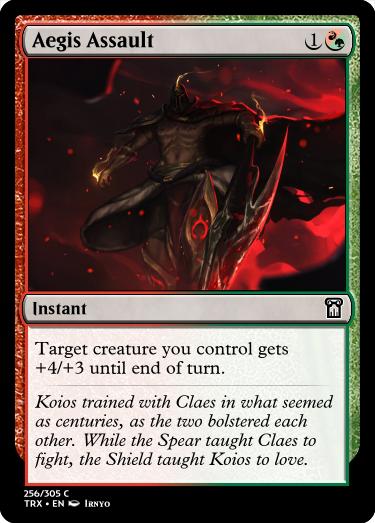 Aegis Assault 1
Instant
Target creature you control gets
+4/+3 until end of turn.
Koios trained with Claes in what seemed
as centuries, as the two bolstered each
other. While the Spear taught Claes to
fight, the Shield taught Koios to love.
256/305 C
TRX • EN Irnyo